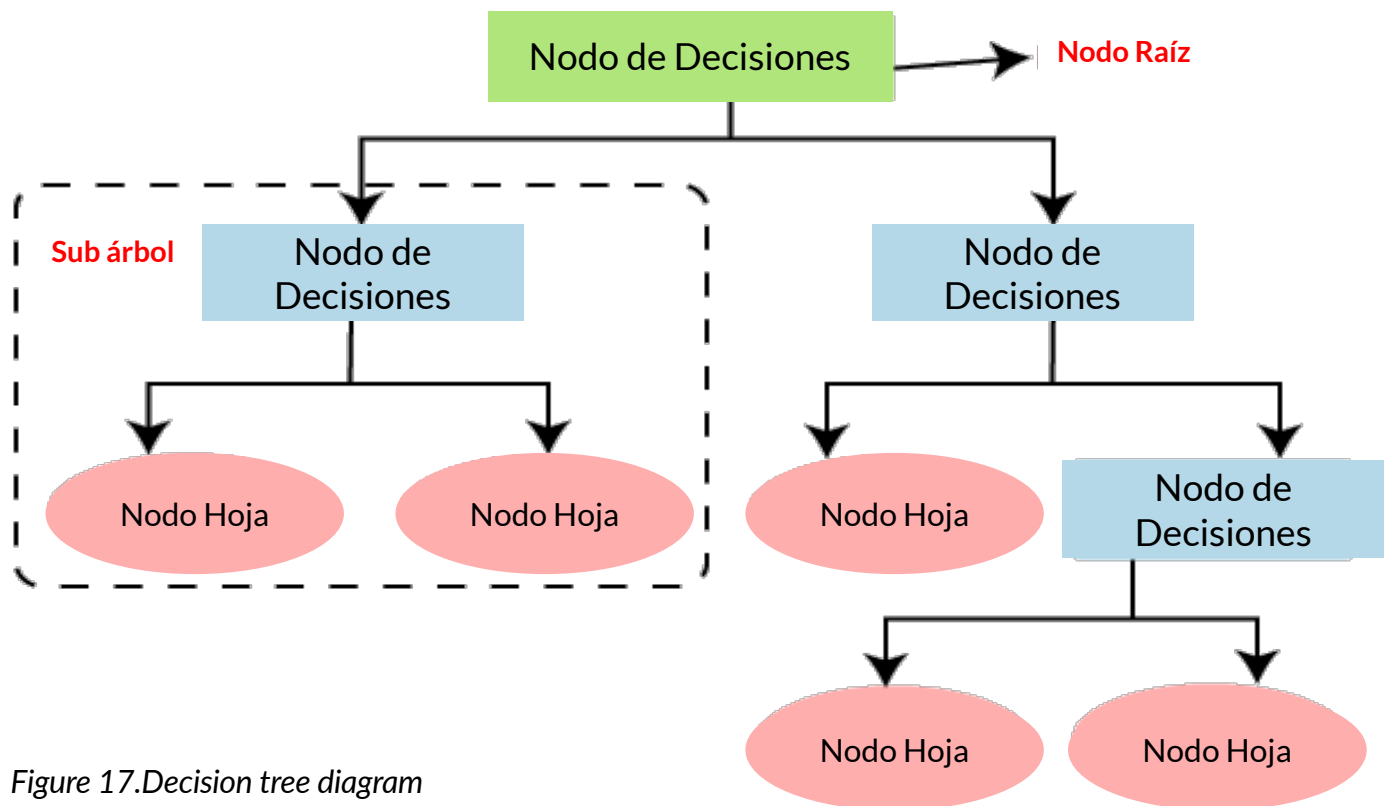 Nodo de Decisiones
Nodo Raíz
Sub árbol
Nodo de
Decisiones
Nodo de
Decisiones
Nodo Hoja
Nodo Hoja
Nodo Hoja
Nodo de
Decisiones
Nodo Hoja
Nodo Hoja
Figure 17.Decision tree diagram